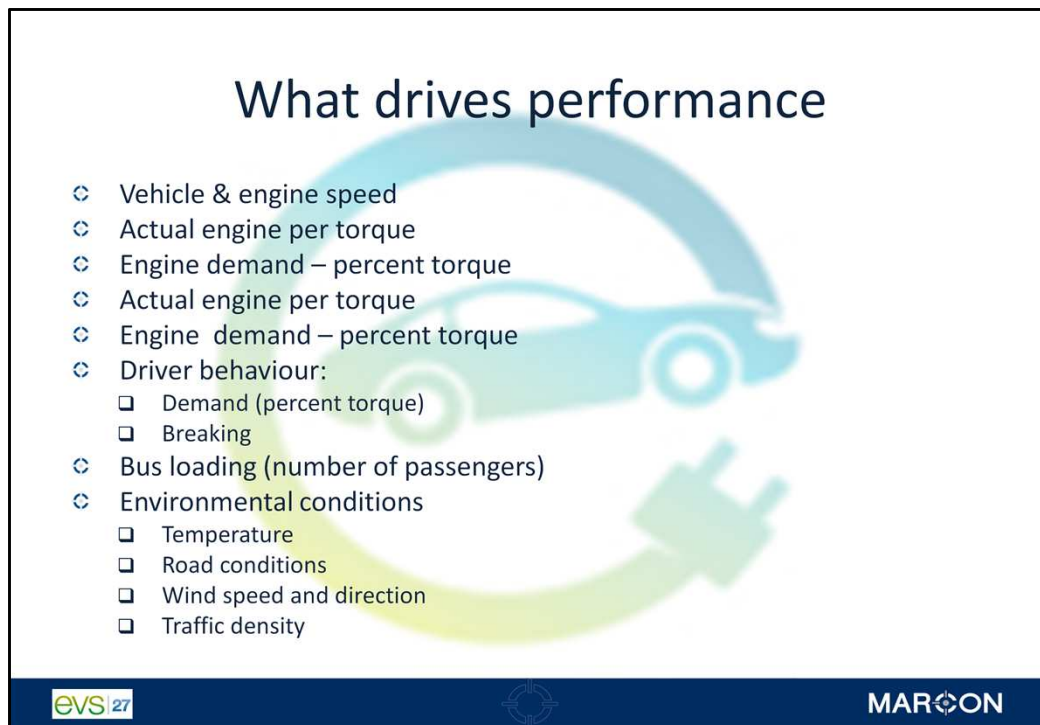 What drives performance
Vehicle & engine speed
Actual engine per torque
Engine demand – percent torque
Actual engine per torque
Engine  demand – percent torque
Driver behaviour:
Demand (percent torque)
Breaking
Bus loading (number of passengers)
Environmental conditions
Temperature
Road conditions
Wind speed and direction
Traffic density
evs 27
MARCON